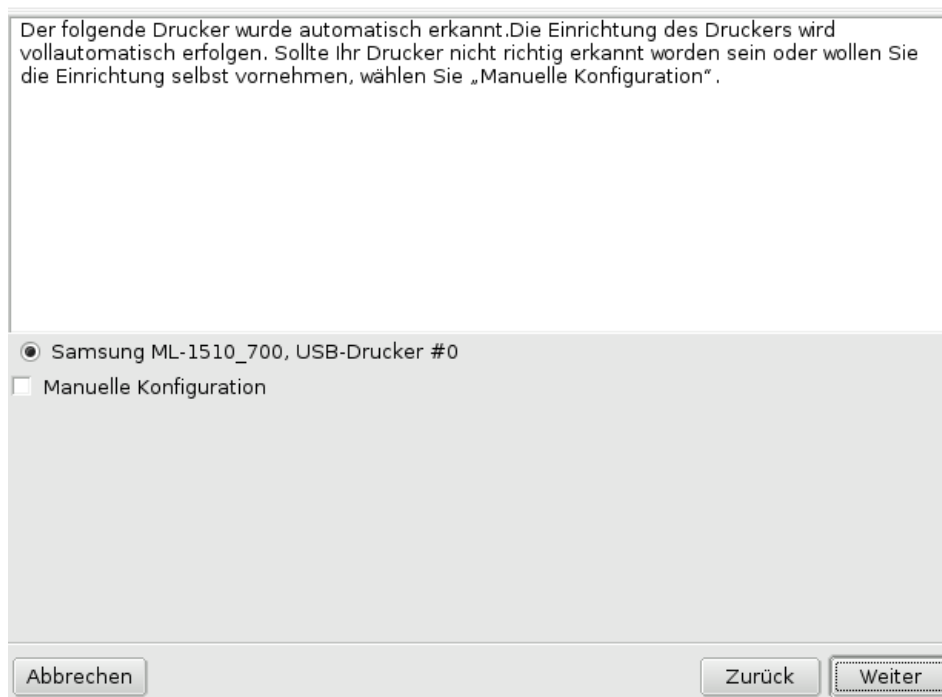 Der folgende Drucker wurde automatisch erkannt.Die Einrichtung des Druckers wird
vollautomatisch erfolgen. Sollte Ihr Drucker nicht richtig erkannt worden sein oder wollen Sie
die Einrichtung selbst vornehmen, wählen Sie „Manuelle Konfiguration“.
Samsung ML-1510_700, USB-Drucker #0
Manuelle Konfiguration
Abbrechen Zurück Weiter